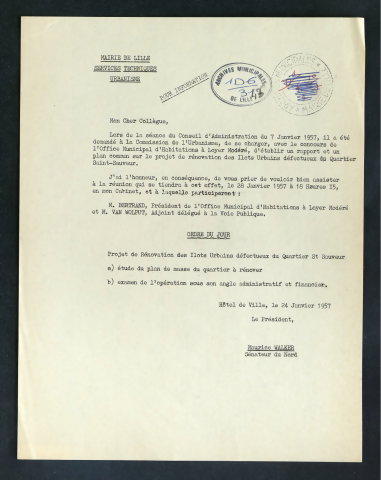 MAIRIE DE LILLE
SERVICES TECHNIQUES
URBANISME
POUR INFORMATION
ARCHIVES MUNICIPALES
1D6
DE LILLE
Mon Cher Collègue,
Lors de la séance du Conseil d'Administration du 7 Janvier 1957, il a été
demandé à la Commission de l'Urbanisme, de se charger, avec le concours de
l'Office Municipal d'Habitations à Loyer Modéré, d'établir un rapport et un
plan commun sur le projet de rénovation des Ilots Urbains défectueux du Quartier
Saint-Sauveur.
J'ai l'honneur, en conséquence, de vous prier de vouloir bien assister
à la réunion qui se tiendra à cet effet, le 28 Janvier 1957 à 18 Heures 15,
en mon Cabinet, et à laquelle participeront :
M. BERTRAND, Président de l'Office Municipal d'Habitations à Loyer Modéré
et M. VAN WOLPUT, Adjoint délégué à la Voie Publique.
ORDRE DU JOUR
Projet de Rénovation des Ilots Urbains défectueux du Quartier St Sauveur
a) étude du plan de masse du quartier à rénover
b) examen de l'opération sous son angle administratif et financier.
Hôtel de Ville, le 24 Janvier 1957
Le Président,
Maurice WALKER
Sénateur du Nord